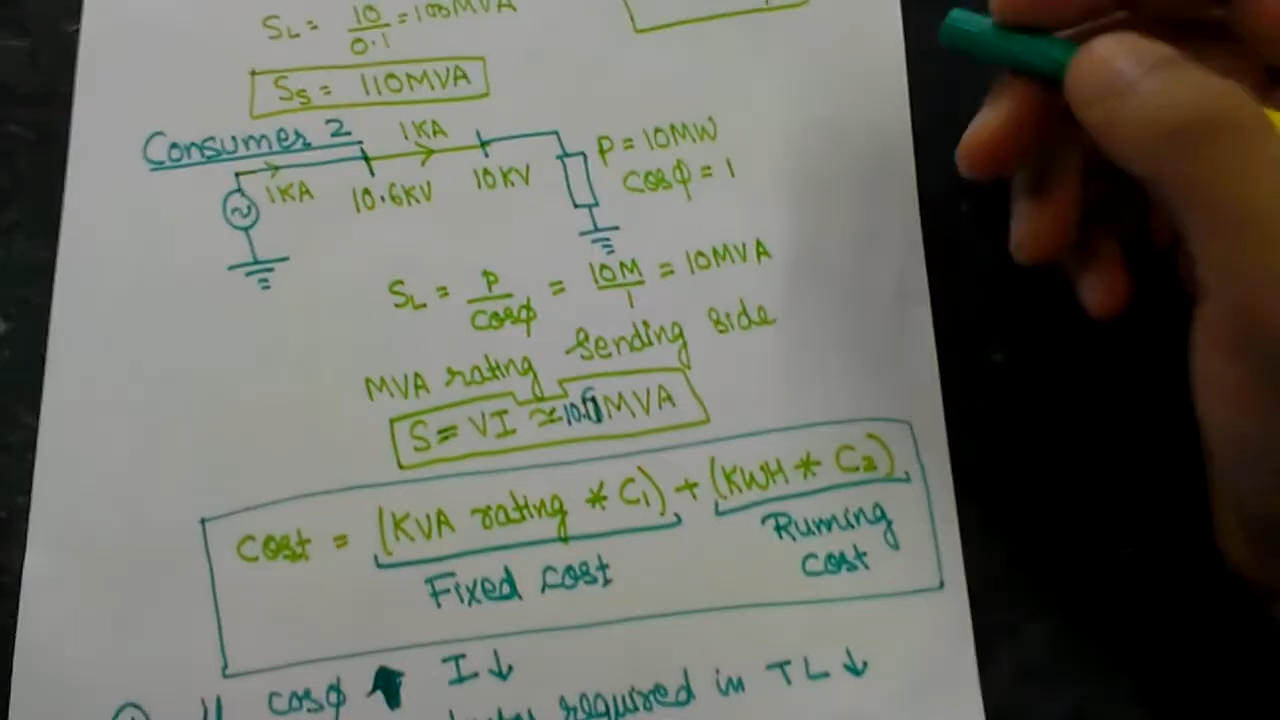 SL = 10/0.1 = 100MVA
Ss = 110MVA
Consumer 2
1KA
1KA
10.6KV
10KV
P = 10MW
cosϕ = 1
SL = P/cosϕ = 10M/1 = 10MVA
MVA rating sending side
S = VI ≃ MVA
cost = (KVA rating * C1) + (KWH * C2)
Fixed cost
Running cost
cosϕ ↑ I ↓
required in TL ↓